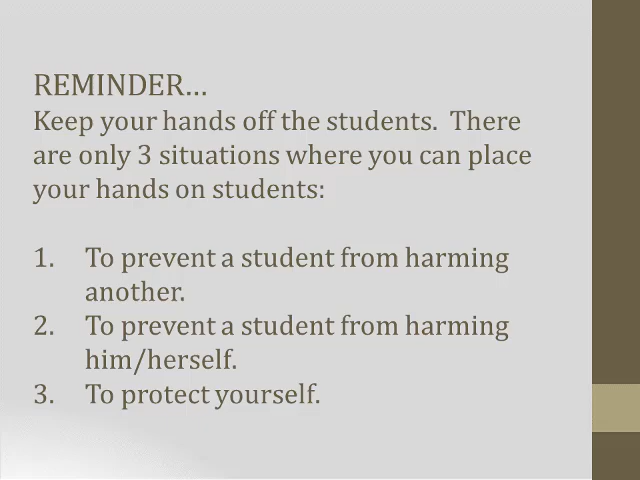 REMINDER...
Keep your hands off the students.  There
are only 3 situations where you can place
your hands on students:
1. To prevent a student from harming
another.
2. To prevent a student from harming
him/herself.
3. To protect yourself.